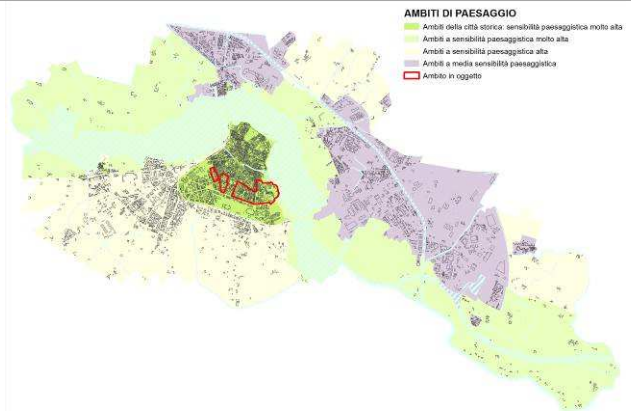 AMBITI DI PAESAGGIO
Ambiti della città storica: sensibilità paesaggistica molto alta
Ambiti a sensibilità paesaggistica molto alta
Ambiti a sensibilità paesaggistica alta
Ambiti a media sensibilità paesaggistica
Ambito in oggetto